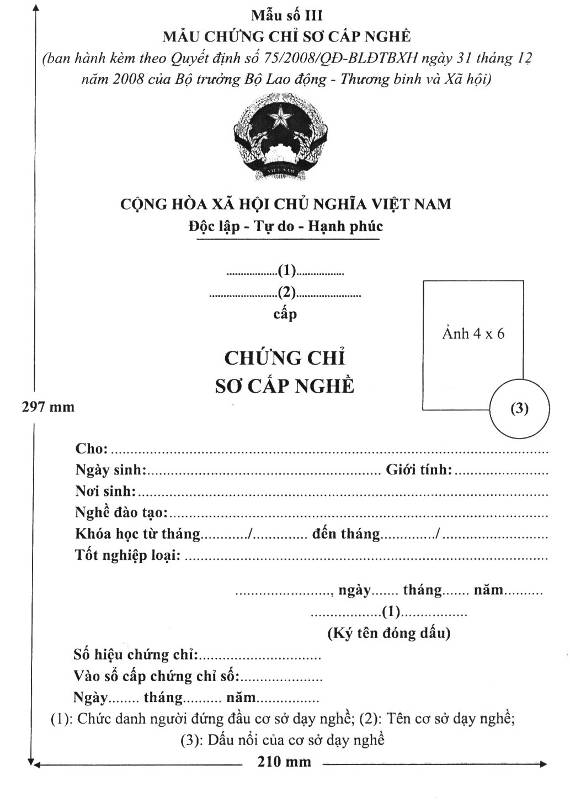 Mẫu số III
MẪU CHỨNG CHỈ SƠ CẤP NGHỀ
(ban hành kèm theo Quyết định số 75/2008/QĐ-BLĐTBXH ngày 31 tháng 12
năm 2008 của Bộ trưởng Bộ Lao động - Thương binh và Xã hội)
VIỆT NAM
CỘNG HÒA XÃ HỘI CHỦ NGHĨA VIỆT NAM
Độc lập - Tự do - Hạnh phúc
..................(1).................
........................(2).......................
cấp
Ảnh 4 x 6
CHỨNG CHỈ
SƠ CẤP NGHỀ
297 mm
(3)
Cho: ..............................................................
Ngày sinh:.................................................. Giới tính:....................
Nơi sinh:..............................................................
Nghề đào tạo:..............................................................
Khóa học từ tháng............/............. đến tháng............../.......................
Tốt nghiệp loại: ..............................................................
......................, ngày....... tháng....... năm..........
..................(1).................
(Ký tên đóng dấu)
Số hiệu chứng chỉ:..............................
Vào sổ cấp chứng chỉ số:....................
Ngày........ tháng.......... năm................
(1): Chức danh người đứng đầu cơ sở dạy nghề; (2): Tên cơ sở dạy nghề;
(3): Dấu nổi của cơ sở dạy nghề
210 mm